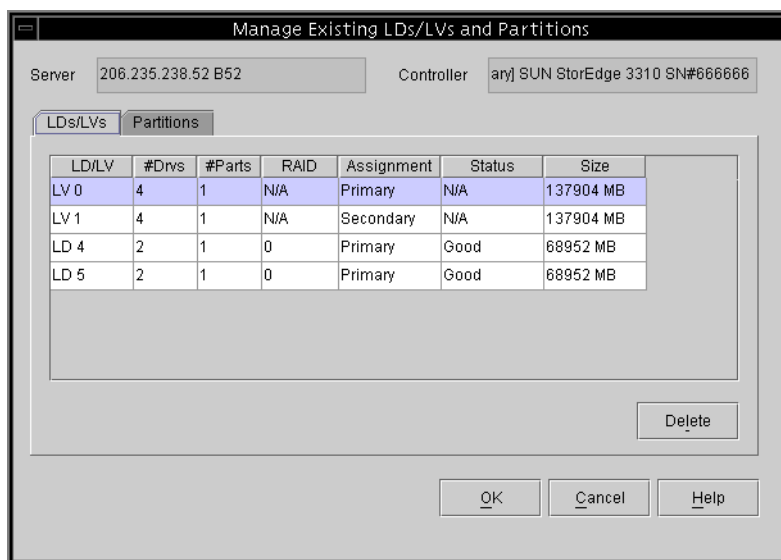 Manage Existing LDs/LVs and Partitions
Server 206.235.238.52 B52 Controller ary] SUN StorEdge 3310 SN#666666
LDs/LVs Partitions
LD/LV #Drvs #Parts RAID Assignment Status Size
LV 0 4 1 N/A Primary N/A 137904 MB
LV 1 4 1 N/A Secondary N/A 137904 MB
LD 4 2 1 0 Primary Good 68952 MB
LD 5 2 1 0 Primary Good 68952 MB
Delete
OK Cancel Help